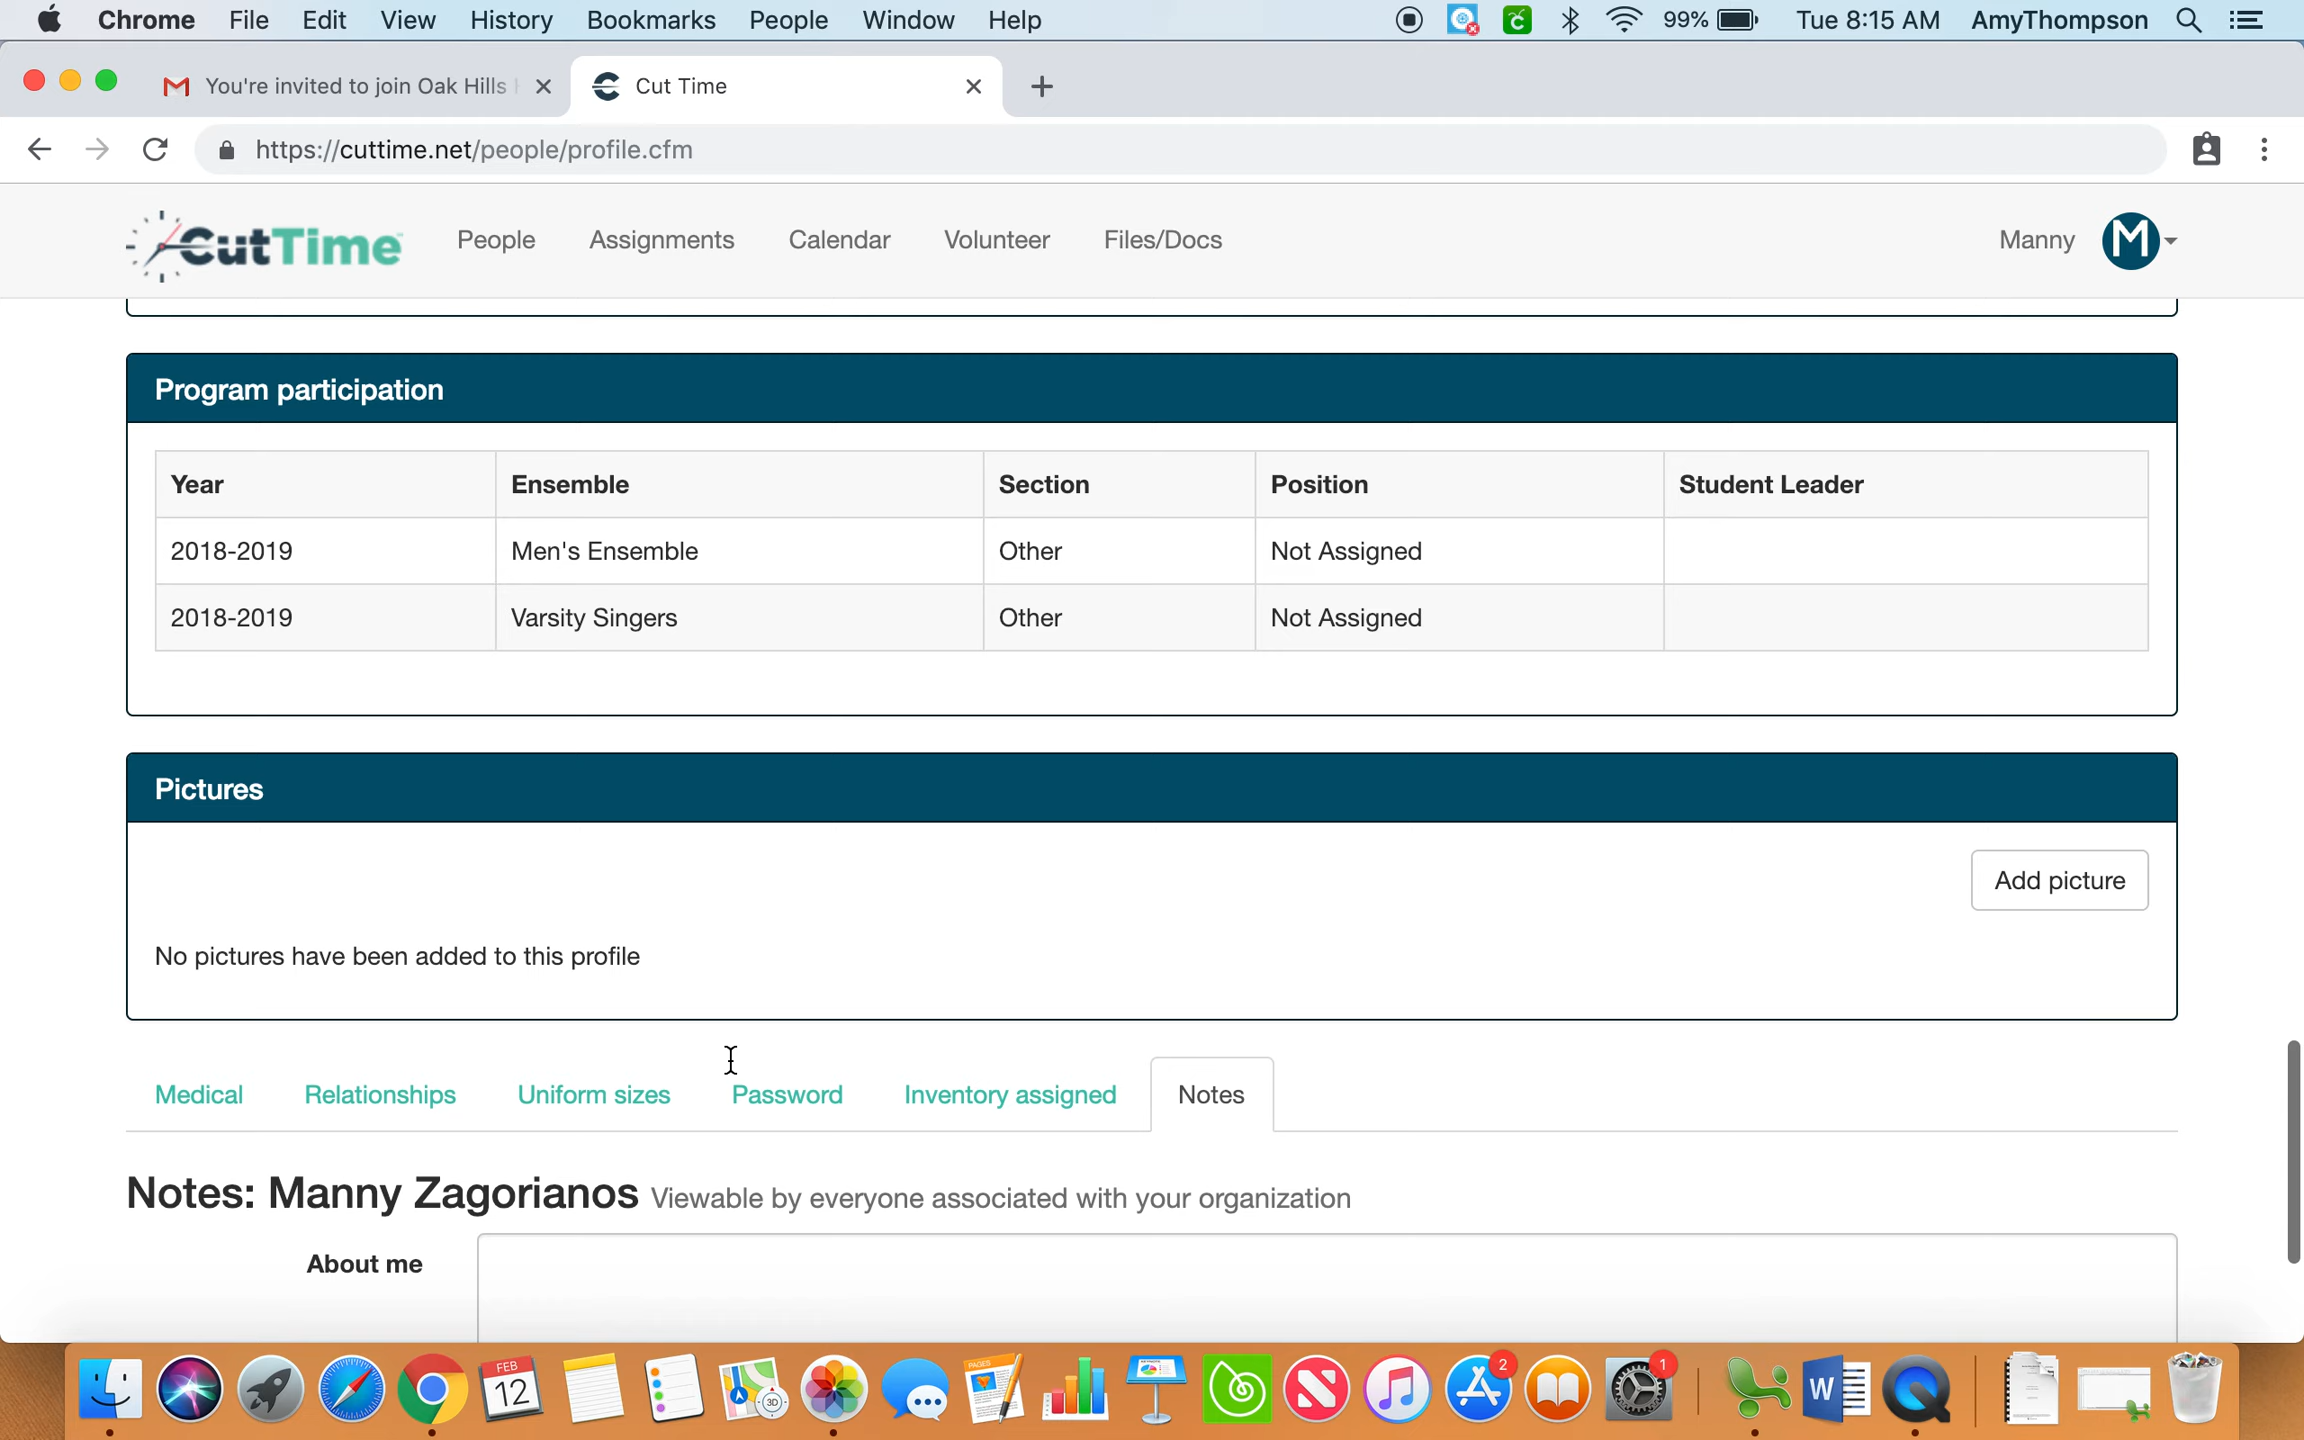 Chrome File Edit View History Bookmarks People Window Help 99% Tue 8:15 AM AmyThompson
You're invited to join Oak Hills Cut Time
https://cuttime.net/people/profile.cfm
CutTime People Assignments Calendar Volunteer Files/Docs Manny M
Program participation
Year Ensemble Section Position Student Leader
2018-2019 Men's Ensemble Other Not Assigned
2018-2019 Varsity Singers Other Not Assigned
Pictures
Add picture
No pictures have been added to this profile
Medical Relationships Uniform sizes Password Inventory assigned Notes
Notes: Manny Zagorianos Viewable by everyone associated with your organization
About me
FEB
12
PAGES
3D
2
1
W